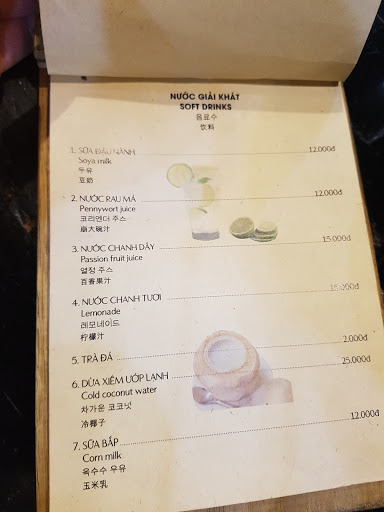 NƯỚC GIẢI KHÁT
SOFT DRINKS
음료수
饮料
1. SỮA ĐẬU NÀNH 12.000đ
Soya milk
두유
豆奶
2. NƯỚC RAU MÁ 12.000đ
Pennywort juice
코리엔더 주스
崩大碗汁
3. NƯỚC CHANH DÂY 15.000đ
Passion fruit juice
열정 주스
百香果汁
4. NƯỚC CHANH TƯƠI 15.000đ
Lemonade
레모네이드
柠檬汁
5. TRÀ ĐÁ 2.000đ
6. DỪA XIÊM ƯỚP LẠNH 25.000đ
Cold coconut water
차가운 코코넛
冷椰子
7. SỮA BẮP 12.000đ
Corn milk
옥수수 우유
玉米乳